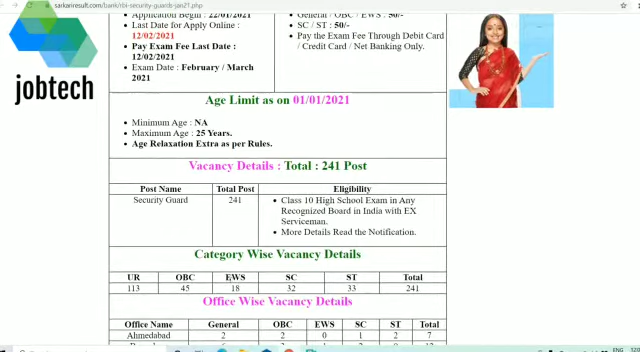 sarkariresult.com/bank/rbi-security-guards-jan21.php
jobtech
Application Begin : 22/01/2021
Last Date for Apply Online :
12/02/2021
Pay Exam Fee Last Date :
12/02/2021
Exam Date : February / March
2021
General / OBC / EWS : 50/-
SC / ST : 50/-
Pay the Exam Fee Through Debit Card
/ Credit Card / Net Banking Only.
Age Limit as on 01/01/2021
Minimum Age : NA
Maximum Age : 25 Years.
Age Relaxation Extra as per Rules.
Vacancy Details : Total : 241 Post
Post Name Total Post Eligibility
Security Guard 241
Class 10 High School Exam in Any
Recognized Board in India with EX
Serviceman.
More Details Read the Notification.
Category Wise Vacancy Details
UR OBC EWS SC ST Total
113 45 18 32 33 241
Office Wise Vacancy Details
Office Name General OBC EWS SC ST Total
Ahmedabad 2 2 0 1 2 7
ENG